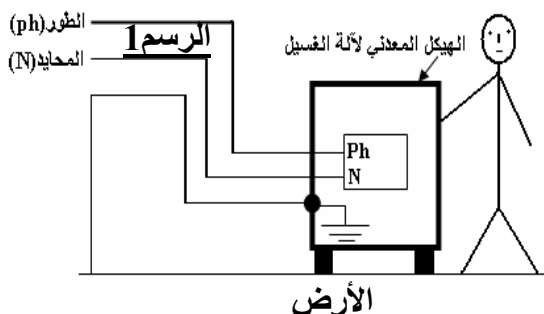 الطور(ph)
الرسم1
المحايد(N)
الهيكل المعدني لآلة الغسيل
Ph
N
الأرض